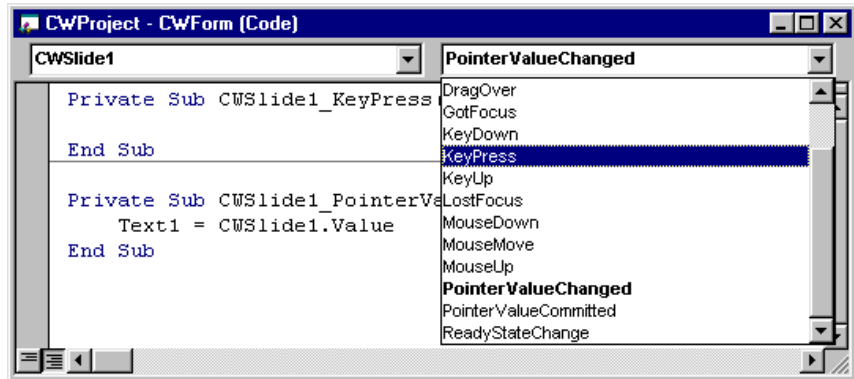 CWProject - CWForm (Code)
CWSlide1
PointerValueChanged
Private Sub CWSlide1_KeyPress
End Sub
Private Sub CWSlide1_PointerVa
Text1 = CWSlide1.Value
End Sub
DragOver
GotFocus
KeyDown
KeyPress
KeyUp
LostFocus
MouseDown
MouseMove
MouseUp
PointerValueChanged
PointerValueCommitted
ReadyStateChange